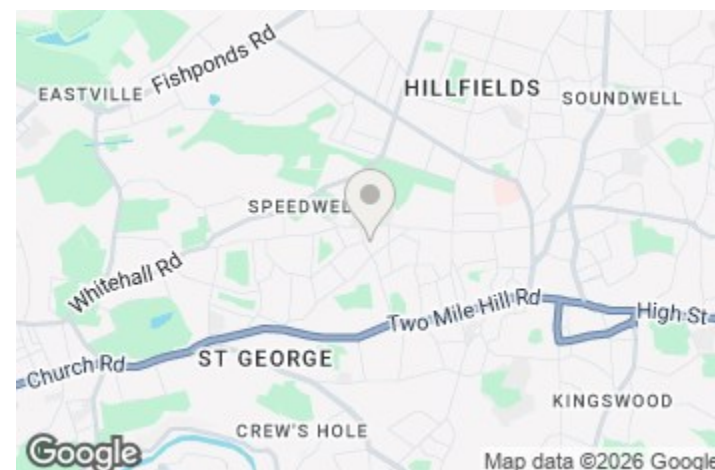 Fishponds Rd
EASTVILLE
HILLFIELDS
SOUNDWELL
SPEEDWEL
Whitehall Rd
Two Mile Hill Rd
High St
Church Rd
ST GEORGE
KINGSWOOD
CREW'S HOLE
Google
Map data ©2026 Google